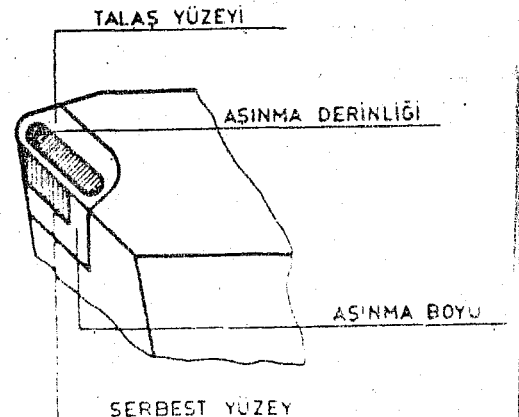 TALAŞ YÜZEYİ
AŞINMA DERİNLİĞİ
AŞINMA BOYU
SERBEST YÜZEY